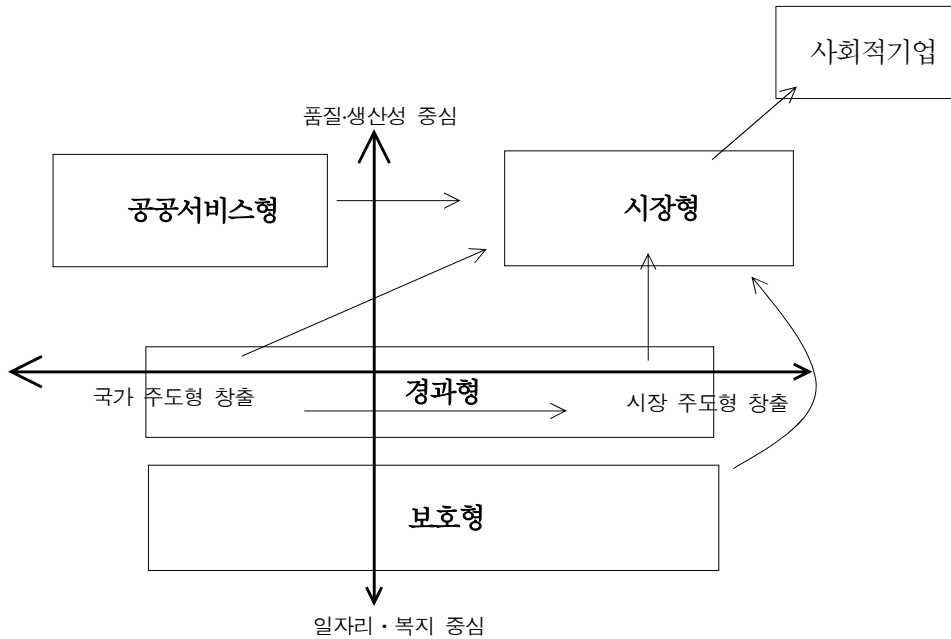 사회적기업
품질·생산성 중심
공공서비스형
시장형
국가 주도형 창출
경과형
시장 주도형 창출
보호형
일자리·복지 중심